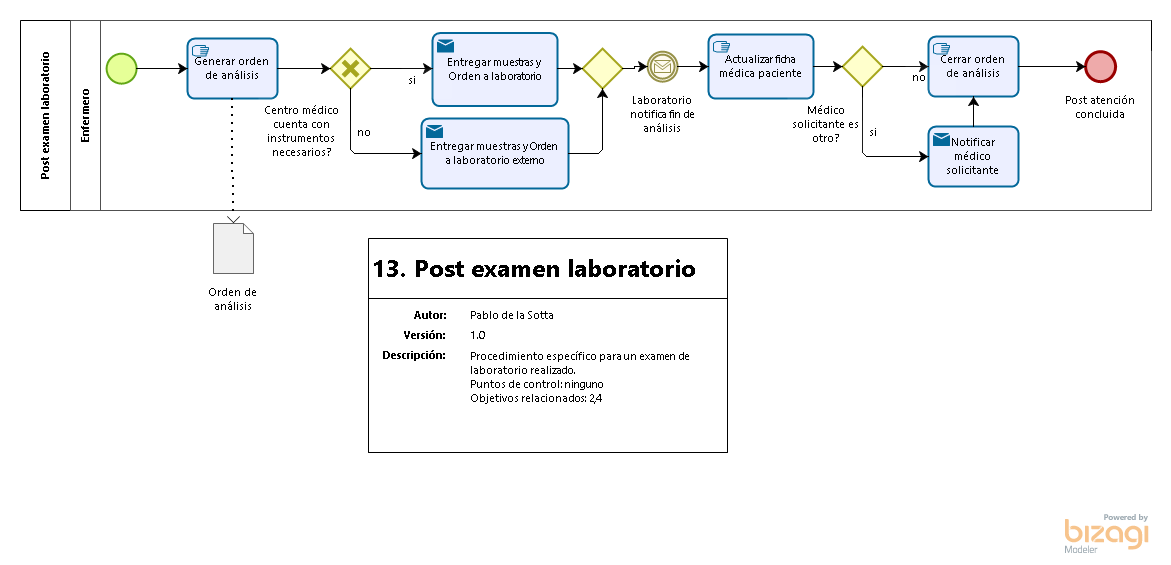 Post examen laboratorio
Enfermero
Generar orden
de análisis
Centro médico
cuenta con
instrumentos
necesarios?
si
no
Entregar muestras y
Orden a laboratorio
Entregar muestras y Orden
a laboratorio externo
Laboratorio
notifica fin de
análisis
Actualizar ficha
médica paciente
Médico
solicitante es
otro?
no
si
Cerrar orden
de análisis
Notificar
médico
solicitante
Post atención
concluida
Orden de
análisis
13. Post examen laboratorio
Autor: Pablo de la Sotta
Versión: 1.0
Descripción: Procedimiento específico para un examen de
laboratorio realizado.
Puntos de control: ninguno
Objetivos relacionados: 2,4
Powered by
bizagi
Modeler